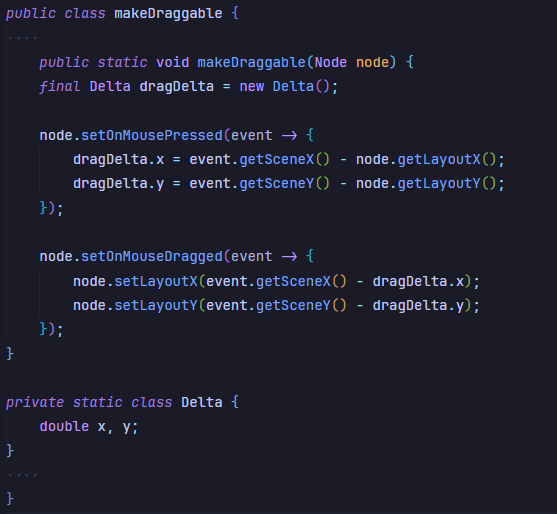 public class makeDraggable {
....
    public static void makeDraggable(Node node) {
    final Delta dragDelta = new Delta();

    node.setOnMousePressed(event -> {
        dragDelta.x = event.getSceneX() - node.getLayoutX();
        dragDelta.y = event.getSceneY() - node.getLayoutY();
    });

    node.setOnMouseDragged(event -> {
        node.setLayoutX(event.getSceneX() - dragDelta.x);
        node.setLayoutY(event.getSceneY() - dragDelta.y);
    });
}

private static class Delta {
    double x, y;
}
....
}